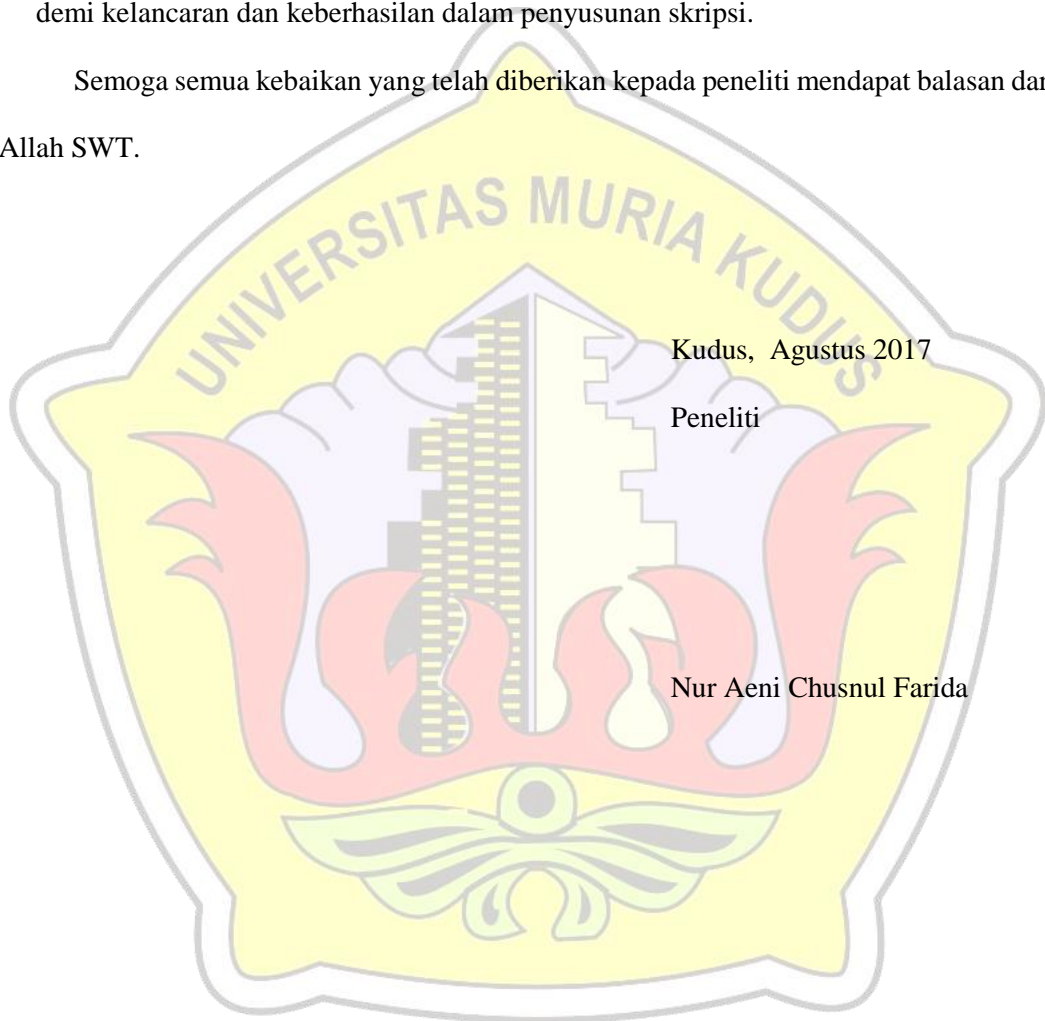 demi kelancaran dan keberhasilan dalam penyusunan skripsi.
Semoga semua kebaikan yang telah diberikan kepada peneliti mendapat balasan dar
Allah SWT.
UNIVERSITAS MURIA KUDUS
Kudus, Agustus 2017
Peneliti
Nur Aeni Chusnul Farida